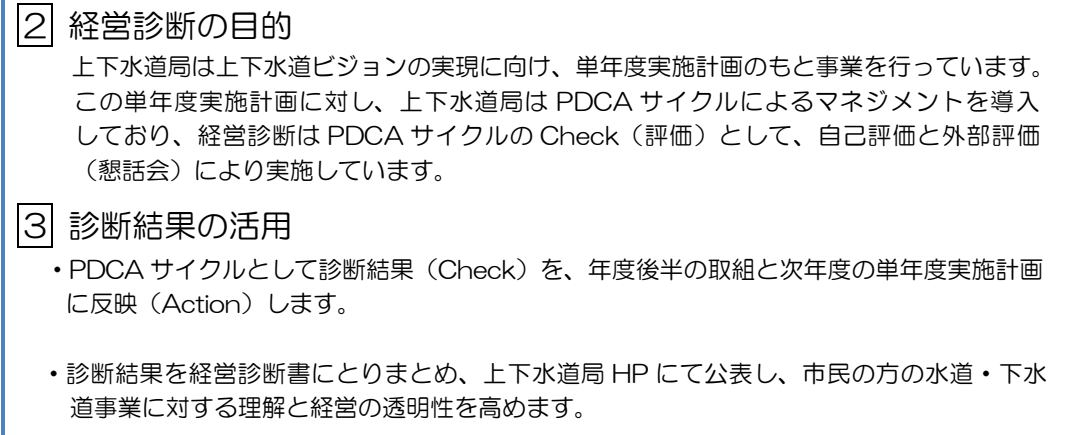 2 経営診断の目的
上下水道局は上下水道ビジョンの実現に向け、単年度実施計画のもと事業を行っています。
この単年度実施計画に対し、上下水道局は PDCA サイクルによるマネジメントを導入
しており、経営診断は PDCA サイクルの Check（評価）として、自己評価と外部評価
（懇話会）により実施しています。
3 診断結果の活用
・PDCA サイクルとして診断結果（Check）を、年度後半の取組と次年度の単年度実施計画
に反映（Action）します。
・診断結果を経営診断書にとりまとめ、上下水道局 HP にて公表し、市民の方の水道・下水
道事業に対する理解と経営の透明性を高めます。